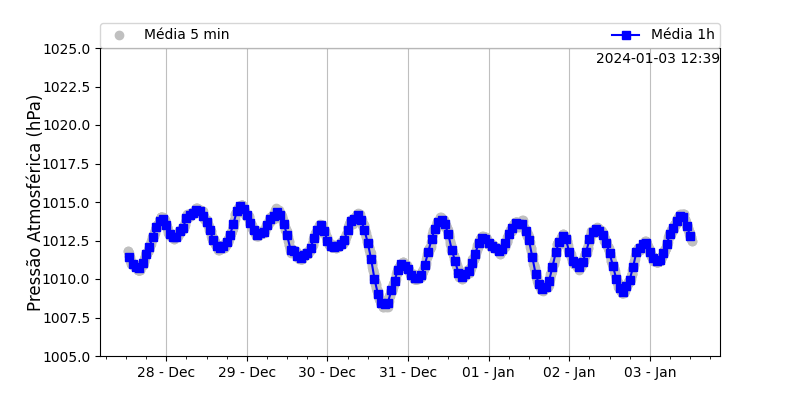 Média 5 min
Média 1h
2024-01-03 12:39
Pressão Atmosférica (hPa)
1025.0
1022.5
1020.0
1017.5
1015.0
1012.5
1010.0
1007.5
1005.0
28 - Dec
29 - Dec
30 - Dec
31 - Dec
01 - Jan
02 - Jan
03 - Jan